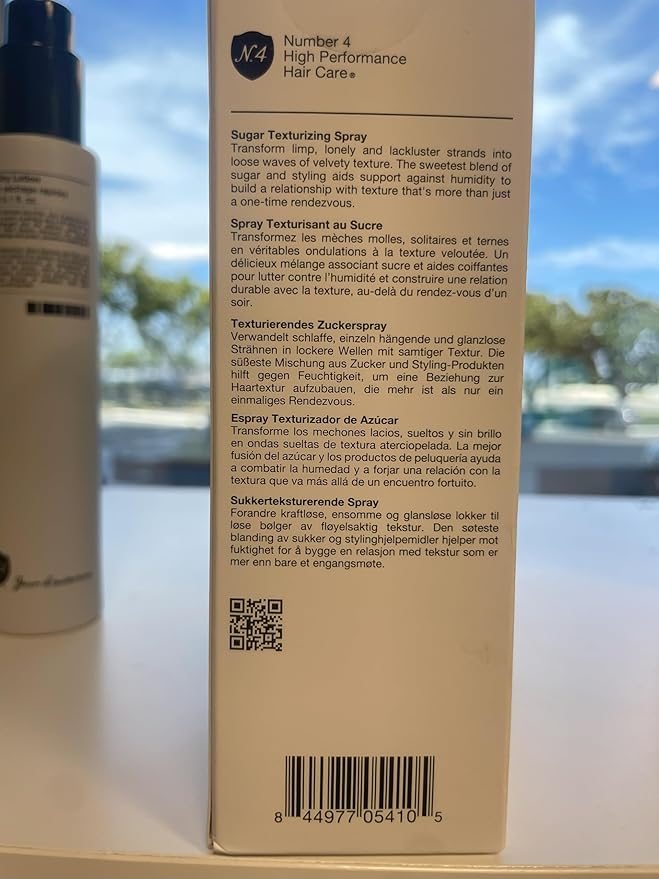 N.4
Number 4
High Performance
Hair Care®
Sugar Texturizing Spray
Transform limp, lonely and lackluster strands into
loose waves of velvety texture. The sweetest blend of
sugar and styling aids support against humidity to
build a relationship with texture that's more than just
a one-time rendezvous.
Spray Texturisant au Sucre
Transformez les mèches molles, solitaires et ternes
en véritables ondulations à la texture veloutée. Un
délicieux mélange associant sucre et aides coiffantes
pour lutter contre l'humidité et construire une relation
durable avec la texture, au-delà du rendez-vous d'un
soir.
Texturierendes Zuckerspray
Verwandelt schlaffe, einzeln hängende und glanzlose
Strähnen in lockere Wellen mit samtiger Textur. Die
süßeste Mischung aus Zucker und Styling-Produkten
hilft gegen Feuchtigkeit, um eine Beziehung zur
Haartextur aufzubauen, die mehr ist als nur ein
einmaliges Rendezvous.
Espray Texturizador de Azúcar
Transforme los mechones lacios, sueltos y sin brillo
en ondas sueltas de textura aterciopelada. La mejor
fusión del azúcar y los productos de peluquería ayuda
a combatir la humedad y a forjar una relación con la
textura que va más allá de un encuentro fortuito.
Sukkerteksturerende Spray
Forandre kraftløse, ensomme og glansløse lokker til
løse bølger av fløyelsaktig tekstur. Den søteste
blanding av sukker og stylinghjelpemidler hjelper mot
fuktighet for å bygge en relasjon med tekstur som er
mer enn bare et engangsmøte.
8 44977 05410 5
Lotion